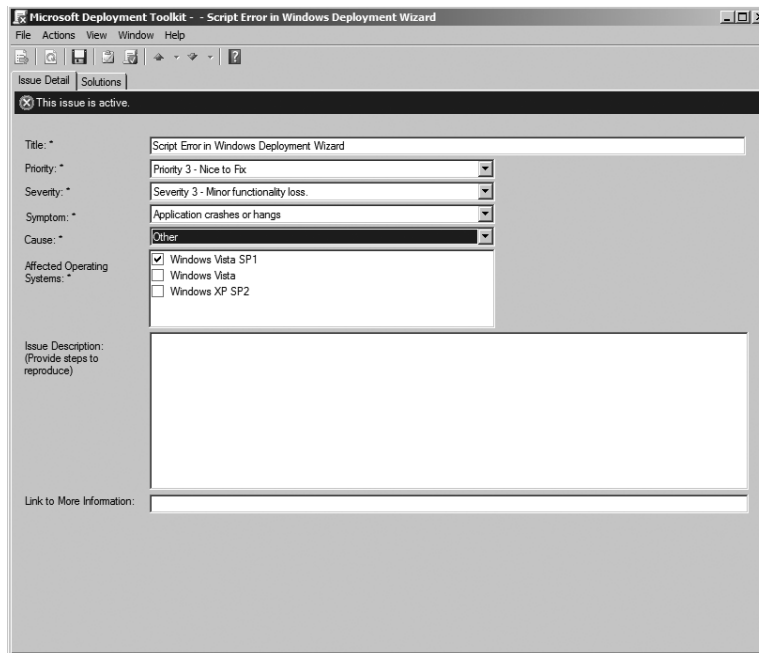 Microsoft Deployment Toolkit - - Script Error in Windows Deployment Wizard
File Actions View Window Help
Issue Detail Solutions
This issue is active.
Title: * Script Error in Windows Deployment Wizard
Priority: * Priority 3 - Nice to Fix
Severity: * Severity 3 - Minor functionality loss.
Symptom: * Application crashes or hangs
Cause: * Other
Affected Operating
Systems: *
Windows Vista SP1
Windows Vista
Windows XP SP2
Issue Description:
(Provide steps to
reproduce)
Link to More Information: